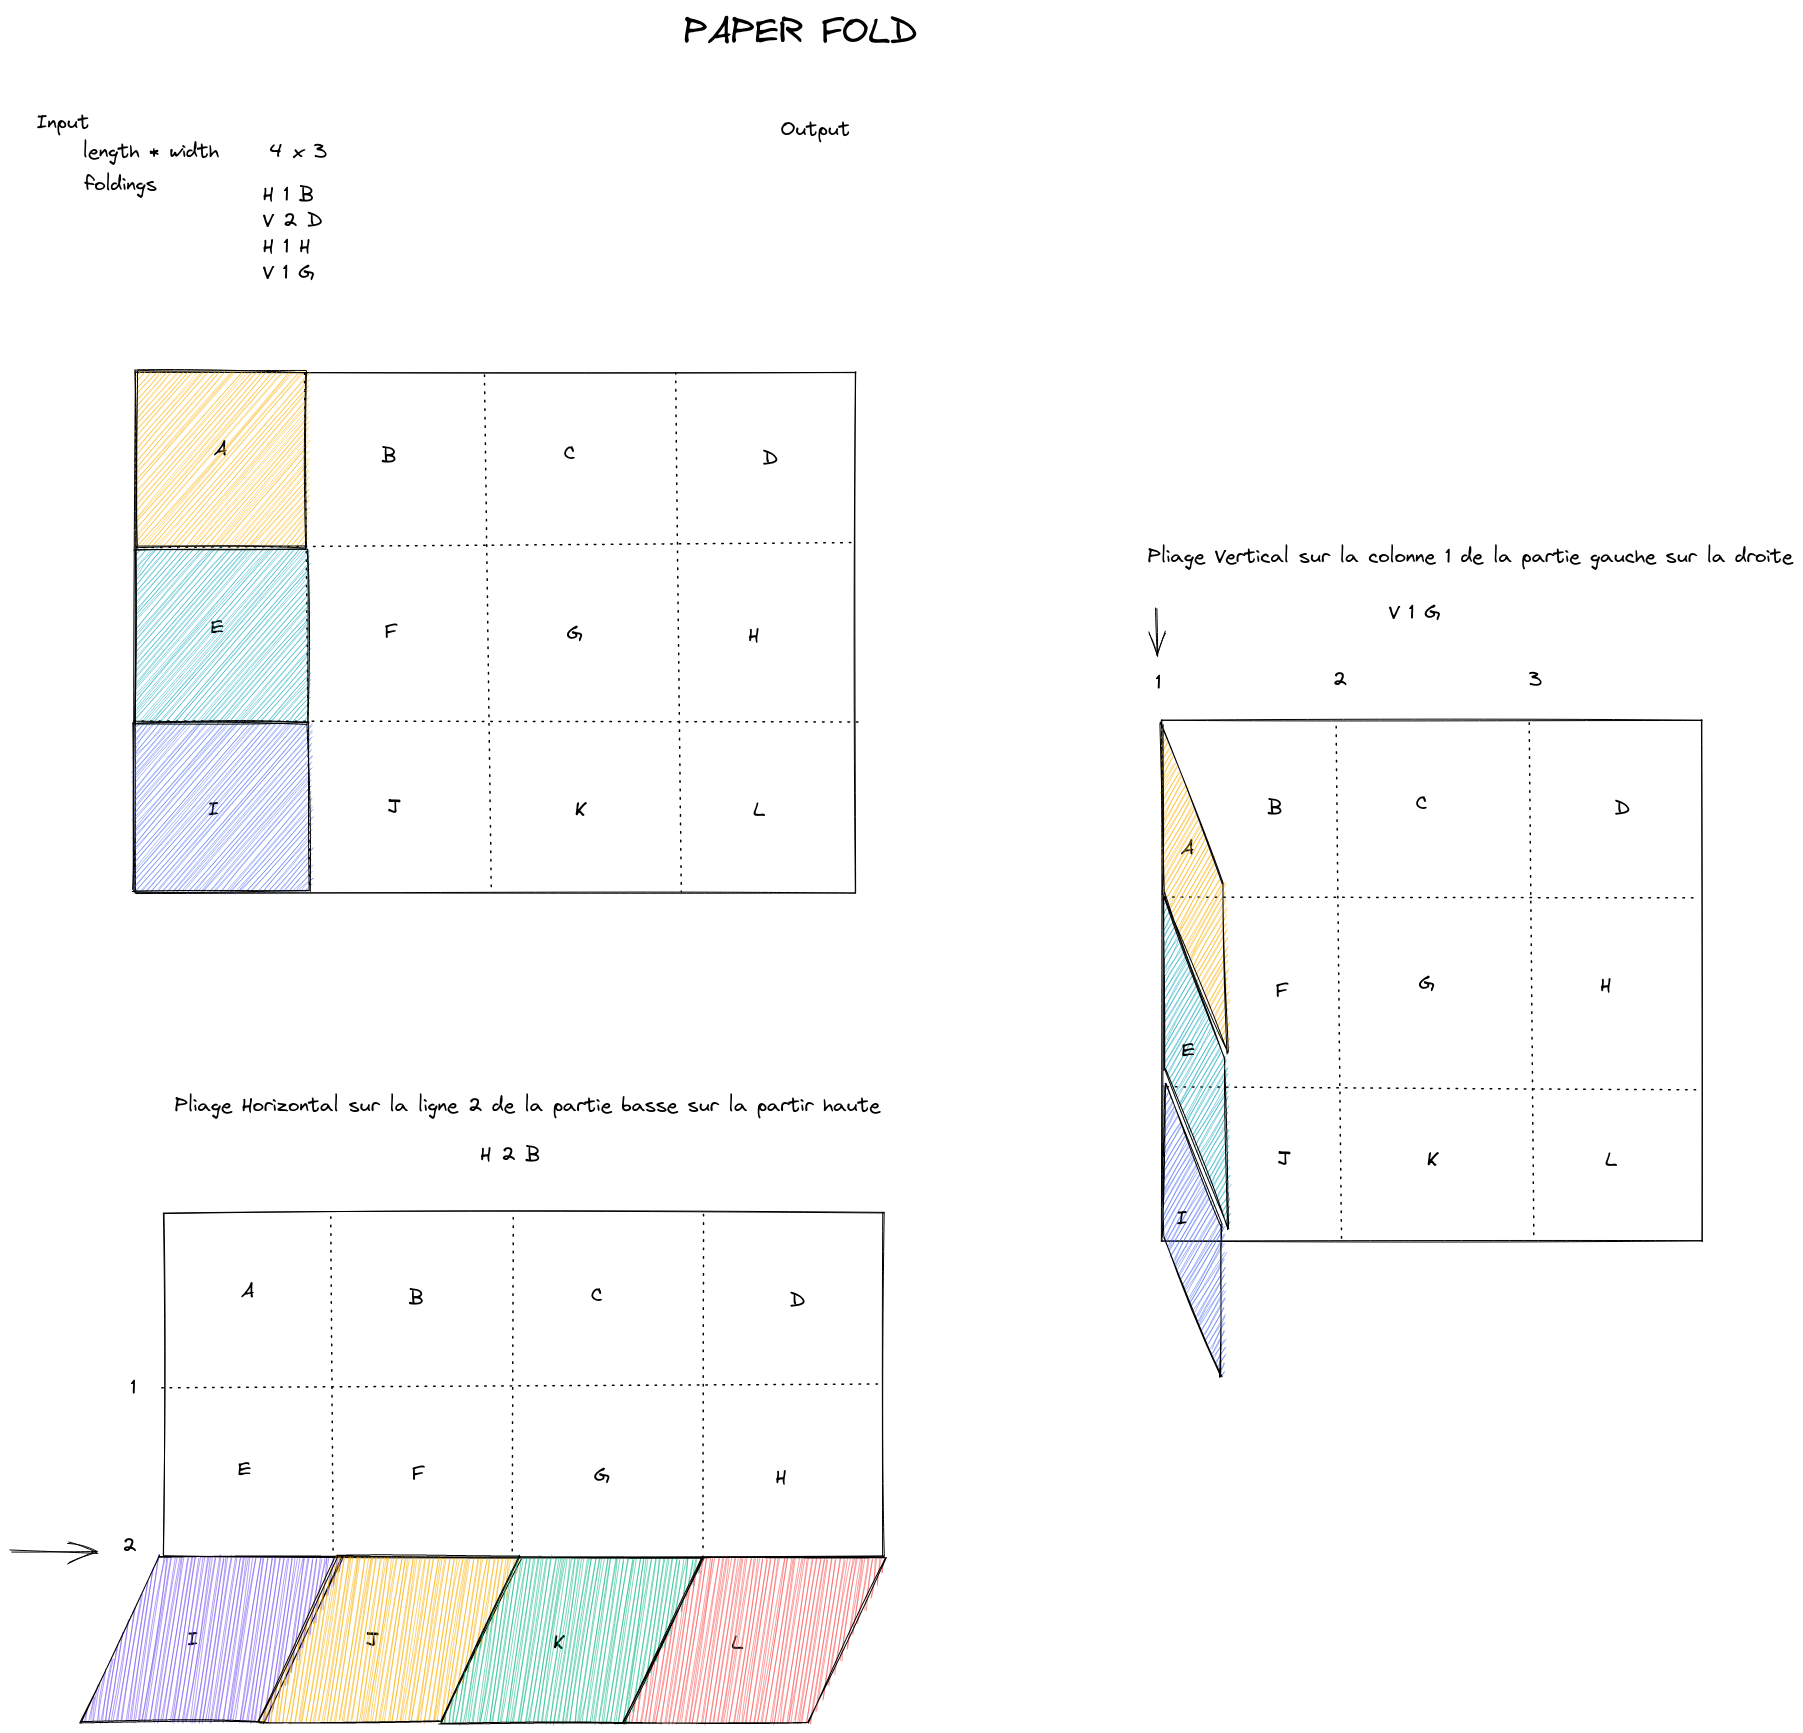 PAPER FOLD
Input
Output
length * width 4 x 3
foldings
H 1 B
V 2 D
H 1 H
V 1 G
A B C D
E F G H
I J K L
Pliage Vertical sur la colonne 1 de la partie gauche sur la droite
V 1 G
1 2 3
A B C D
E F G H
I J K L
Pliage Horizontal sur la ligne 2 de la partie basse sur la partir haute
H 2 B
A B C D
1
E F G H
2
I J K L